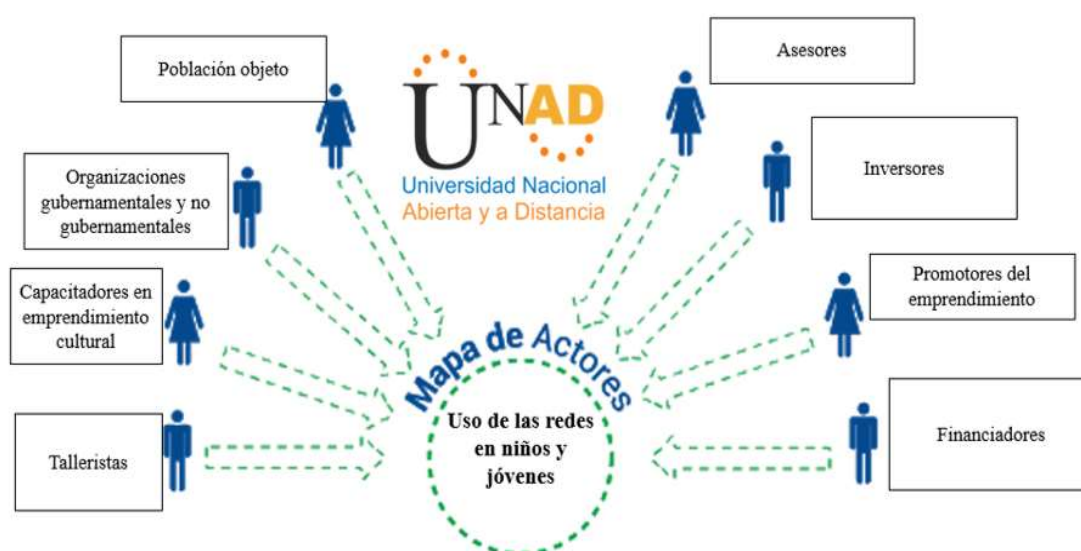 Población objeto
Organizaciones
gubernamentales y no
gubernamentales
Capacitadores en
emprendimiento
cultural
Talleristas
UNAD
Universidad Nacional
Abierta y a Distancia
Mapa de Actores
Uso de las redes
en niños y
jóvenes
Asesores
Inversores
Promotores del
emprendimiento
Financiadores